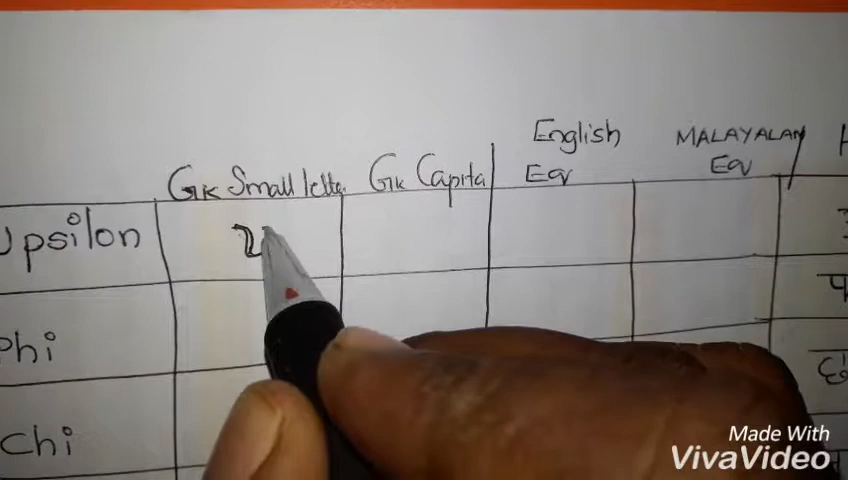 English MALAYALAM
Gk Small letter Gk Capital Eqv Eqv
Upsilon υ
Phi
Chi
Made With
VivaVideo